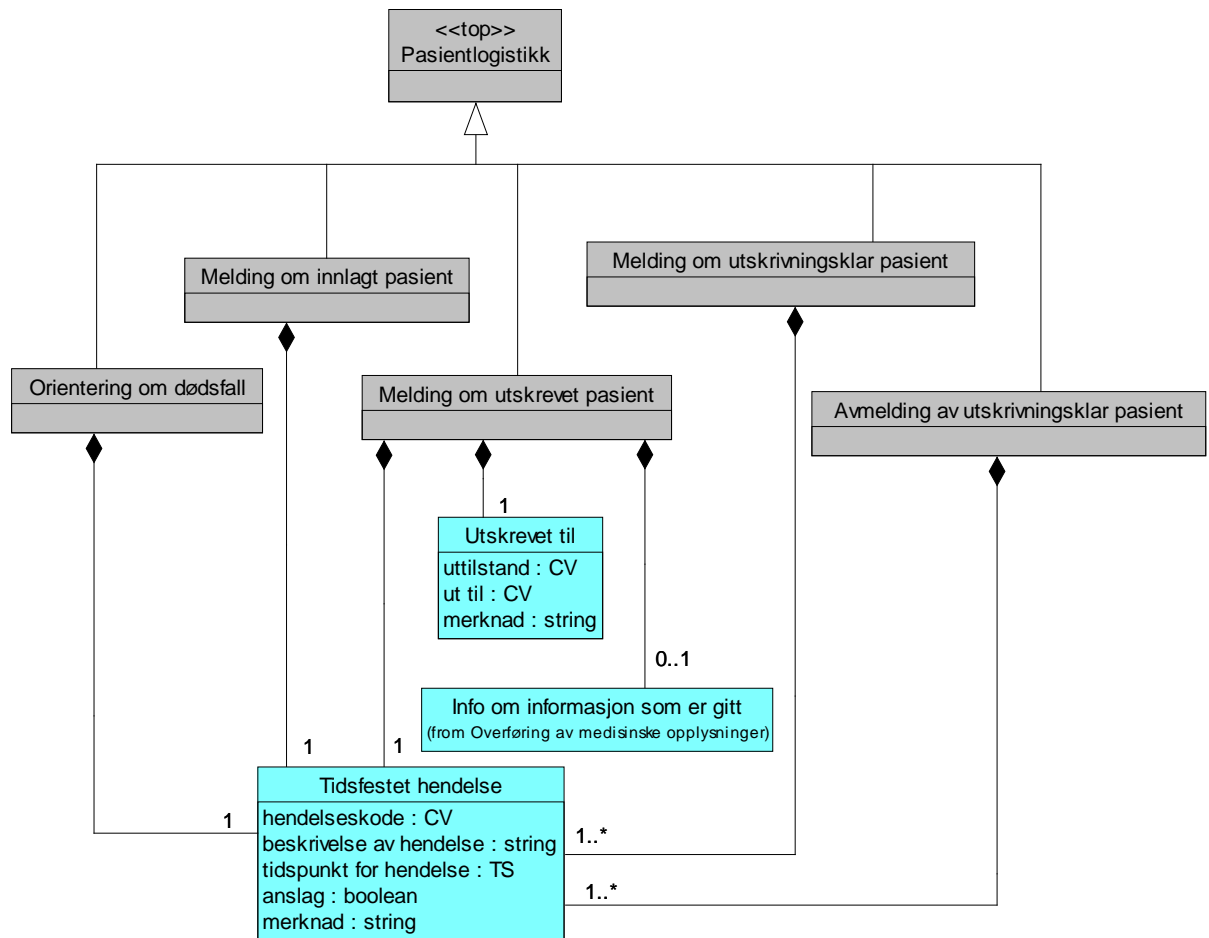 <<top>>
Pasientlogistikk
Melding om utskrivningsklar pasient
Melding om innlagt pasient
Orientering om dødsfall
Melding om utskrevet pasient
Avmelding av utskrivningsklar pasient
1
Utskrevet til
uttilstand : CV
ut til : CV
merknad : string
0..1
Info om informasjon som er gitt
(from Overføring av medisinske opplysninger)
1
1
Tidsfestet hendelse
hendelseskode : CV
beskrivelse av hendelse : string
tidspunkt for hendelse : TS
anslag : boolean
merknad : string
1
1..*
1..*